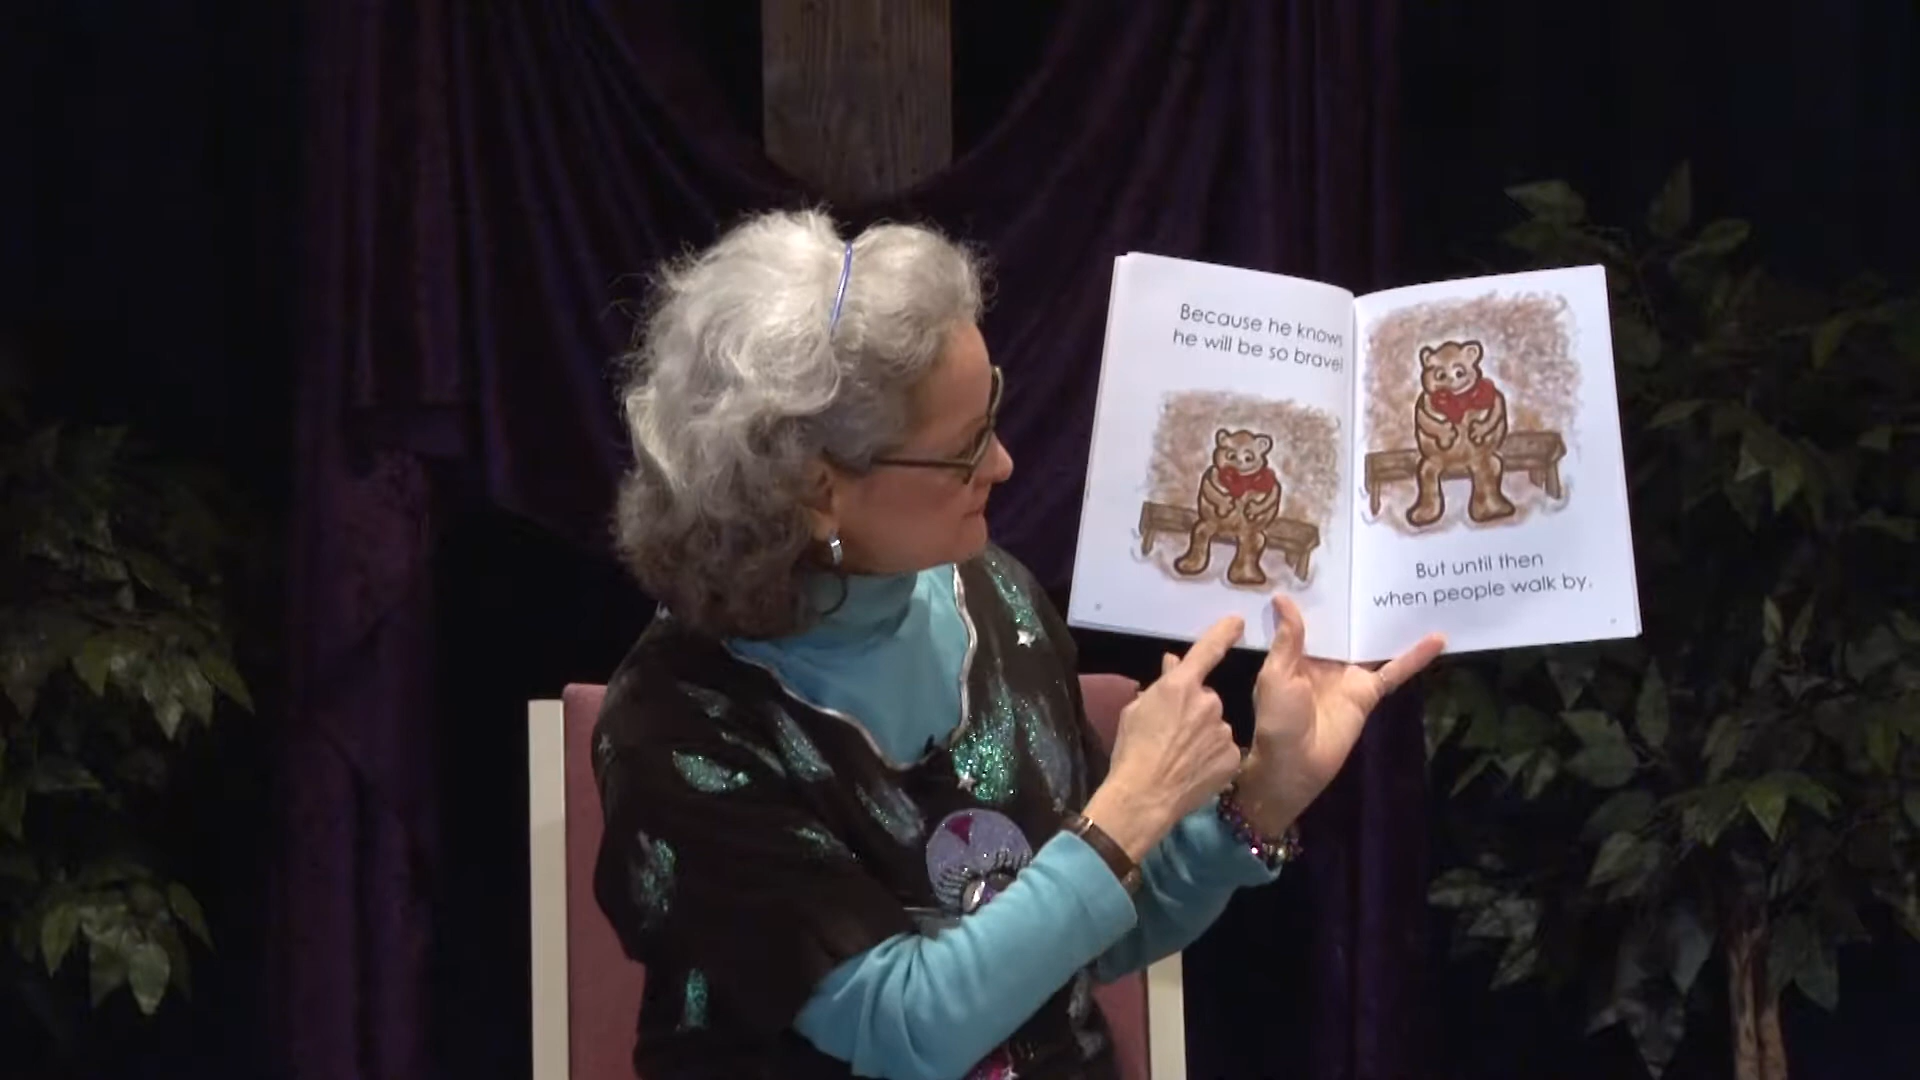 Because he knows
he will be so brave!
But until then
when people walk by.